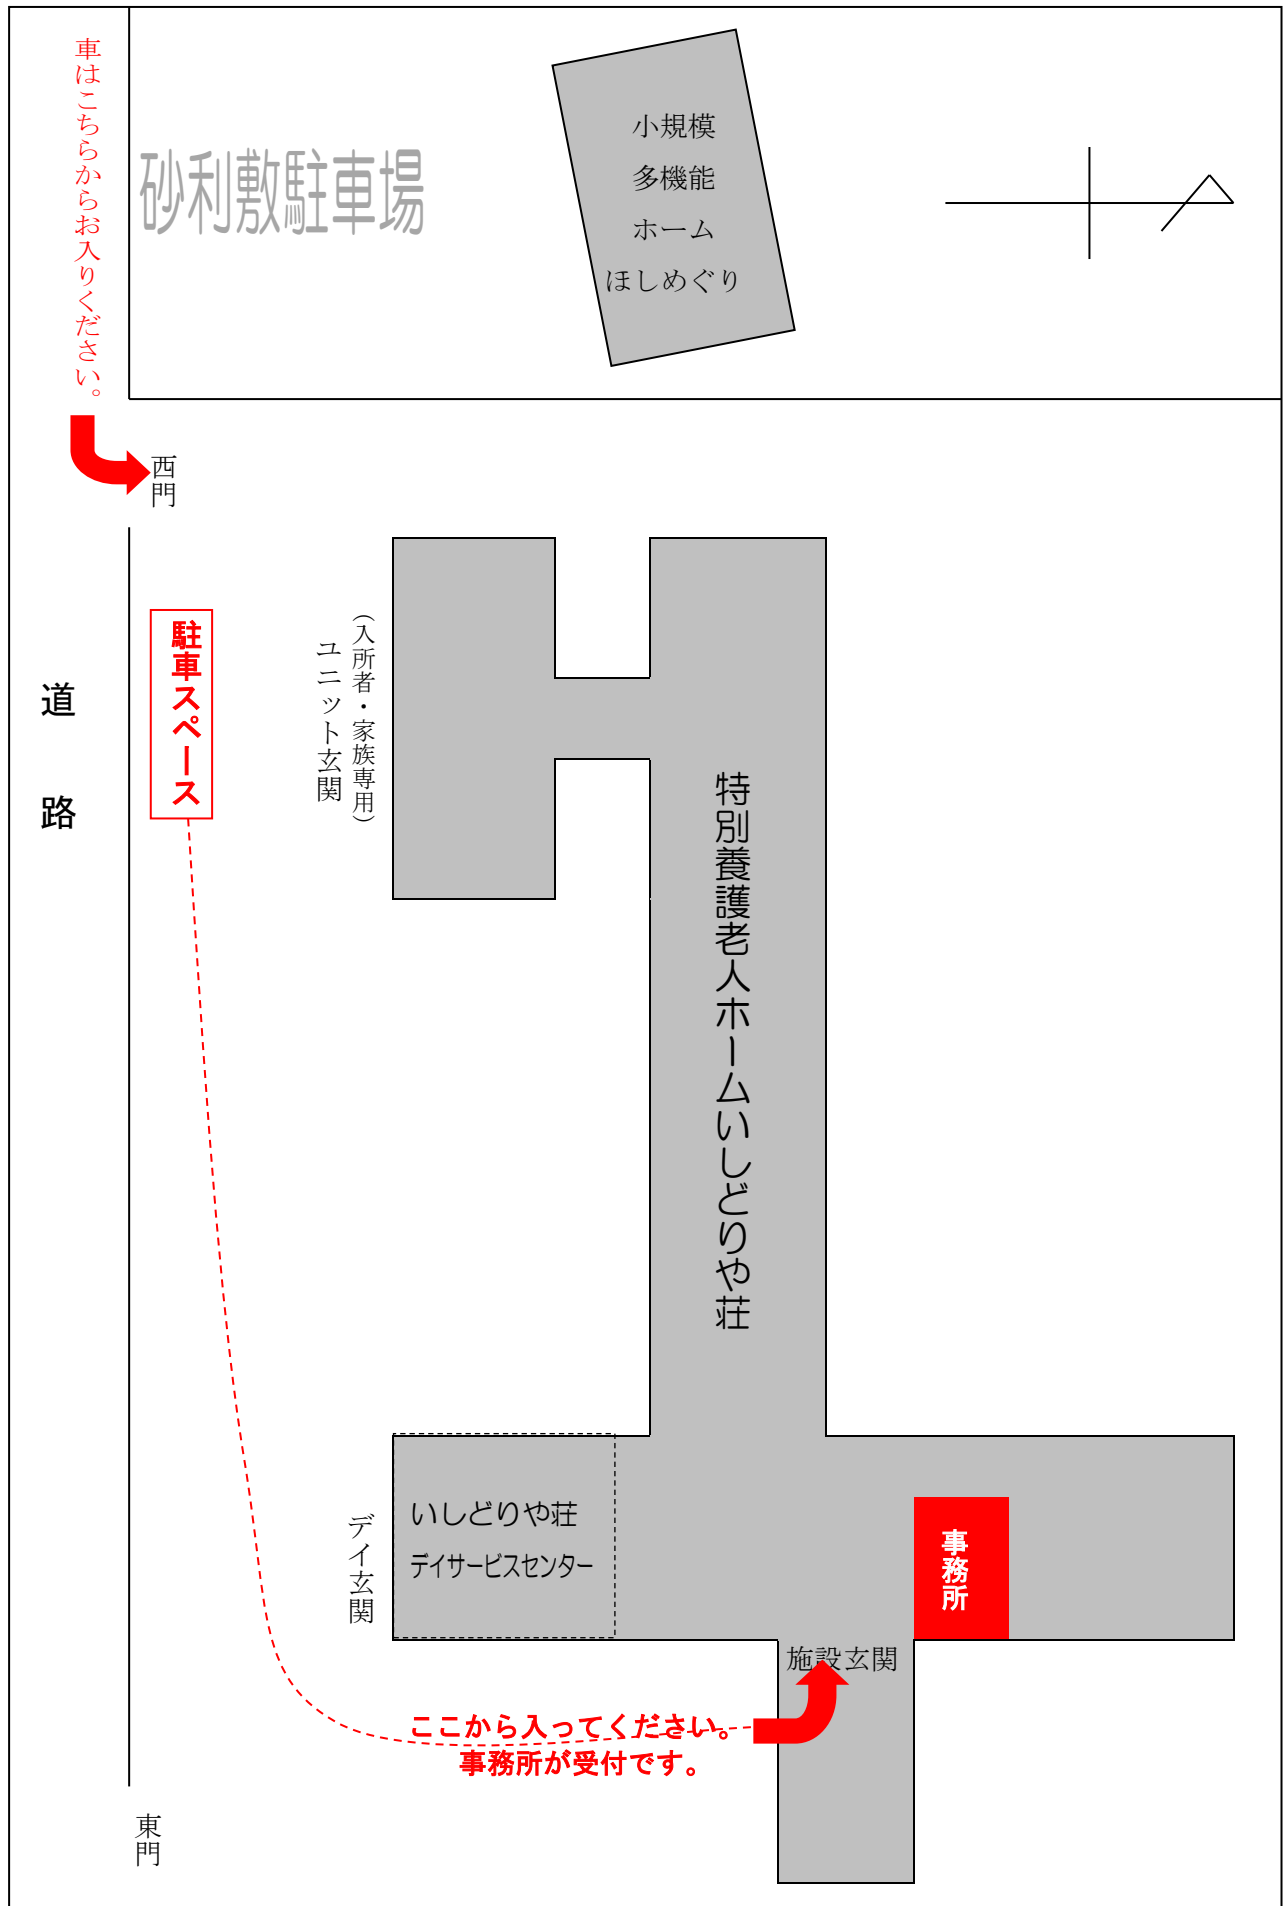 車はこちらからお入りください。
砂利敷駐車場
小規模
多機能
ホーム
ほしめぐり
西門
道路
駐車スペース
(入所者・家族専用)
ユニット玄関
特別養護老人ホームいしどりや荘
いしどりや荘
デイサービスセンター
デイ玄関
事務所
施設玄関
ここから入ってください。
事務所が受付です。
東門